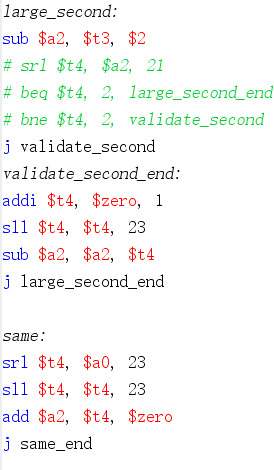 large_second:
sub $a2, $t3, $2
# srl $t4, $a2, 21
# beq $t4, 2, large_second_end
# bne $t4, 2, validate_second
j validate_second
validate_second_end:
addi $t4, $zero, 1
sll $t4, $t4, 23
sub $a2, $a2, $t4
j large_second_end
same:
srl $t4, $a0, 23
sll $t4, $t4, 23
add $a2, $t4, $zero
j same_end